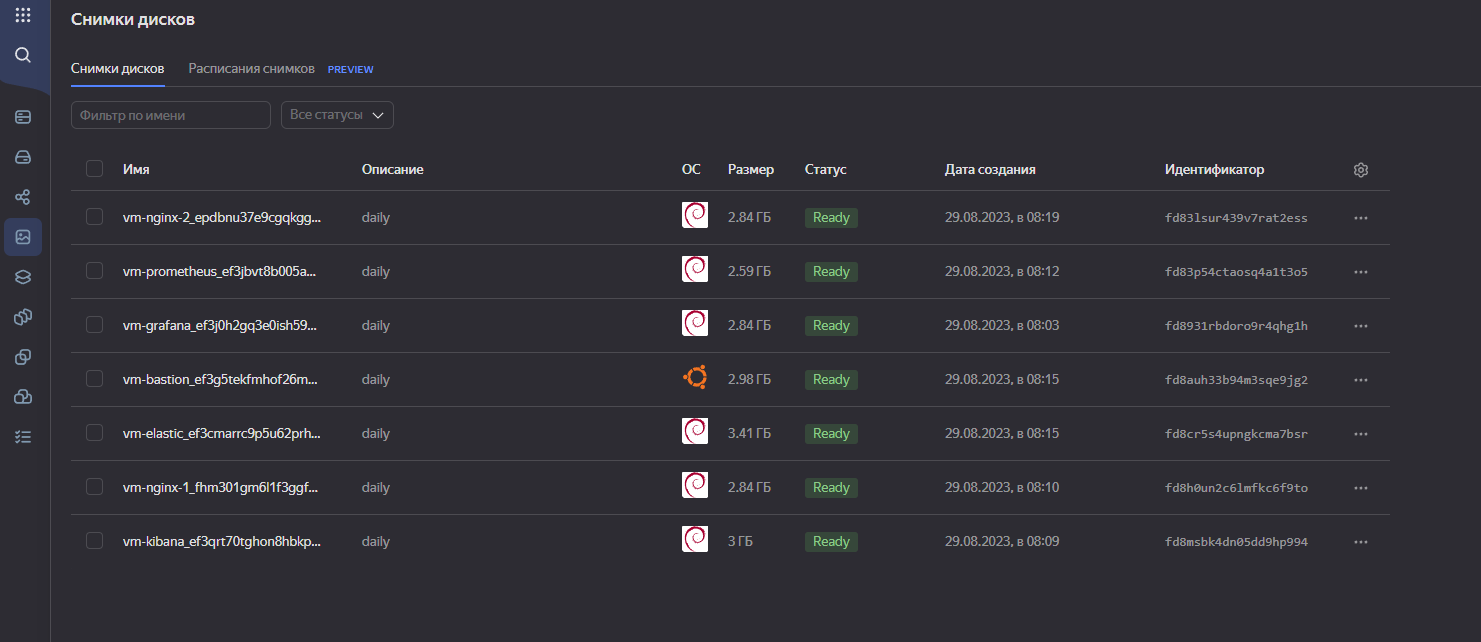 Снимки дисков
Снимки дисков Расписания снимков PREVIEW
Фильтр по имени Все статусы
Имя Описание ОС Размер Статус Дата создания Идентификатор
vm-nginx-2_epdbnu37e9cgqkgg... daily 2.84 ГБ Ready 29.08.2023, в 08:19 fd83lsur439v7rat2ess
vm-prometheus_ef3jbvt8b005a... daily 2.59 ГБ Ready 29.08.2023, в 08:12 fd83p54ctaosq4a1t3o5
vm-grafana_ef3j0h2gq3e0ish59... daily 2.84 ГБ Ready 29.08.2023, в 08:03 fd8931rbdoro9r4qhg1h
vm-bastion_ef3g5tekfmhof26m... daily 2.98 ГБ Ready 29.08.2023, в 08:15 fd8auh33b94m3sqe9jg2
vm-elastic_ef3cmarrc9p5u62prh... daily 3.41 ГБ Ready 29.08.2023, в 08:15 fd8cr5s4upngkcma7bsr
vm-nginx-1_fhm301gm6l1f3ggf... daily 2.84 ГБ Ready 29.08.2023, в 08:10 fd8h0un2c6lmfkc6f9to
vm-kibana_ef3qrt70tghon8hbkp... daily 3 ГБ Ready 29.08.2023, в 08:09 fd8msbk4dn05dd9hp994